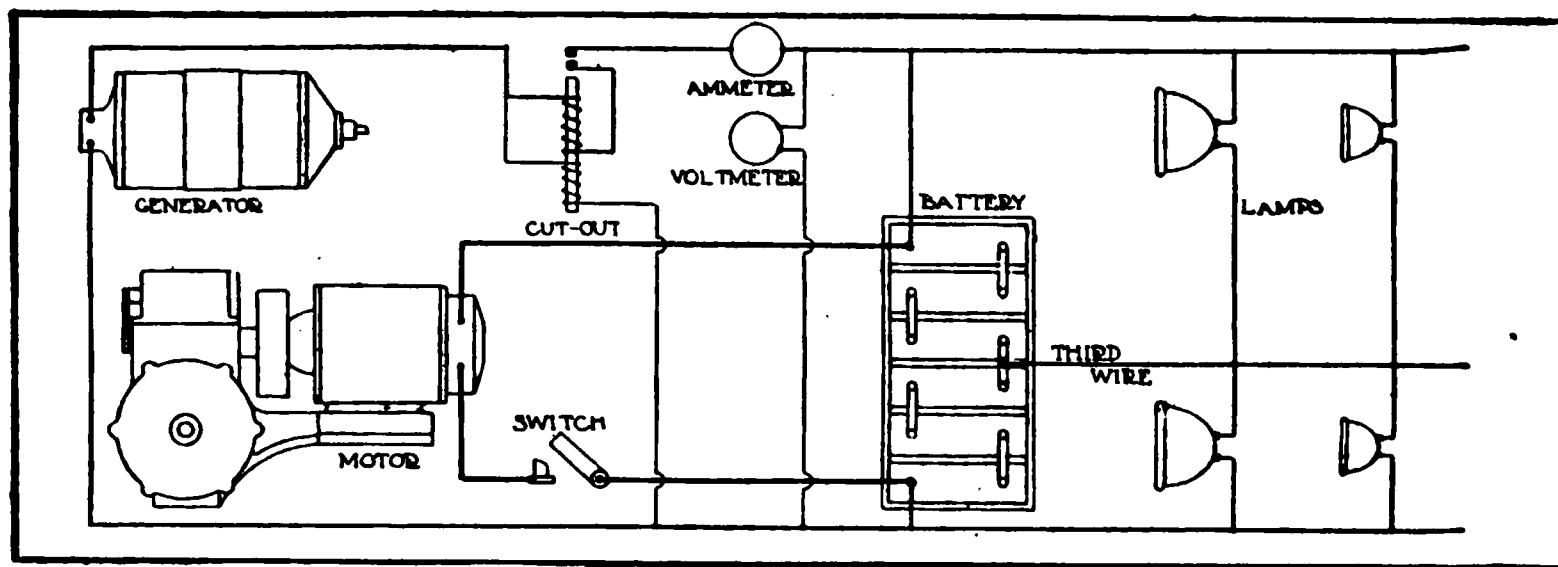 AMMETER
VOLTMETER
GENERATOR
CUT-OUT
BATTERY
LAMPS
THIRD
WIRE
SWITCH
MOTOR